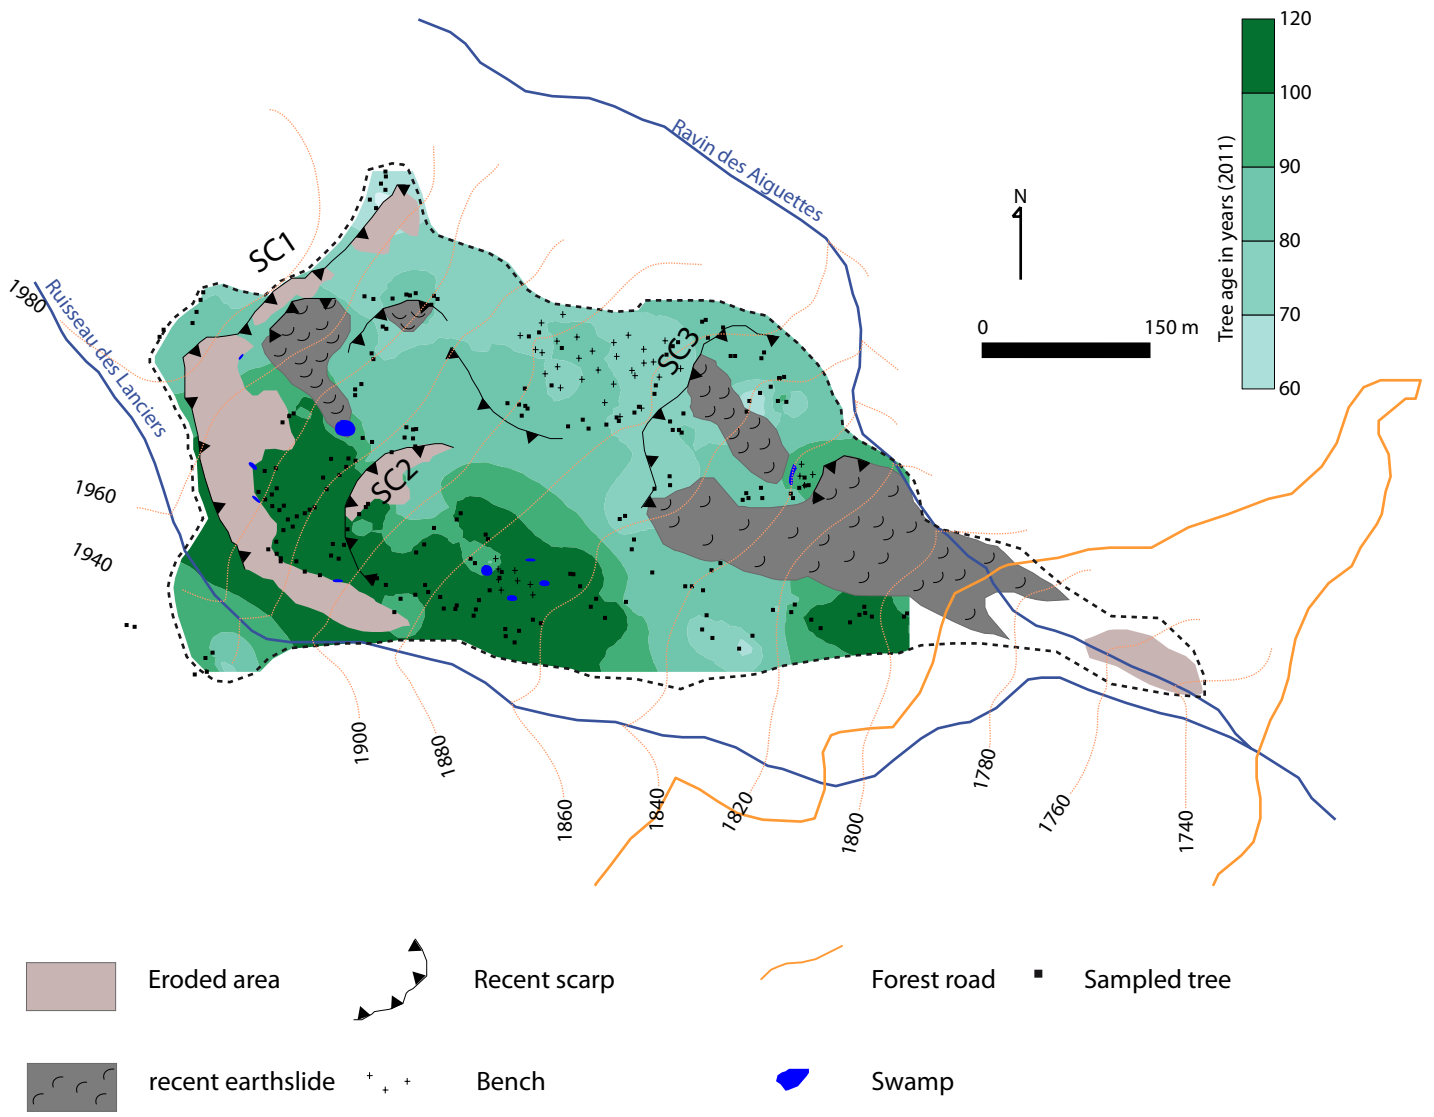 120
100
90
80
70
60
Tree age in years (2011)
Ravin des Aiguettes
N
0
150 m
SC1
SC2
SC3
Ruisseau des Lanciers
1980
1960
1940
1900
1880
1860
1840
1820
1800
1780
1760
1740
Eroded area
Recent scarp
Forest road
Sampled tree
recent earthslide
Bench
Swamp